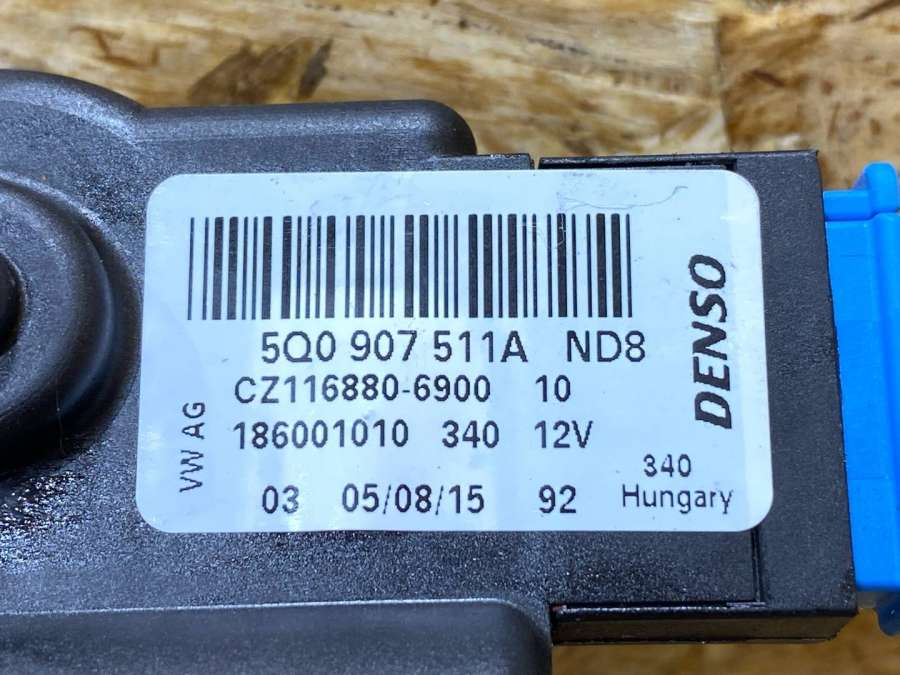 5Q0 907 511A ND8
CZ116880-6900 10
186001010 340 12V
03 05/08/15 92
VW AG
DENSO
340
Hungary